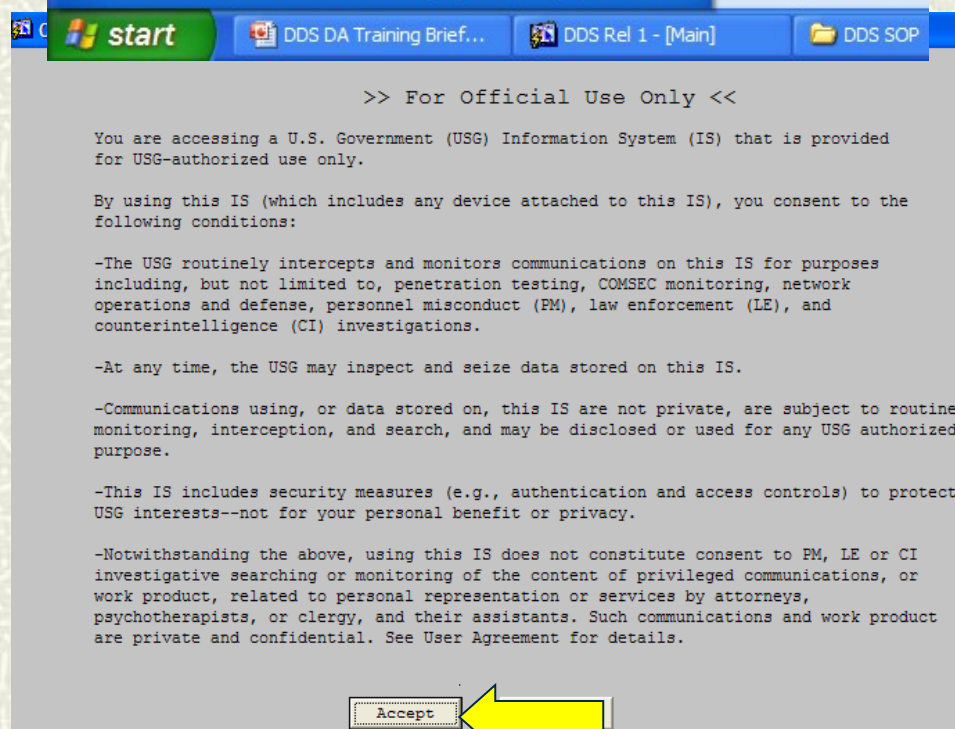 start
DDS DA Training Brief...
DDS Rel 1 - [Main]
DDS SOP
>> For Official Use Only <<
You are accessing a U.S. Government (USG) Information System (IS) that is provided
for USG-authorized use only.
By using this IS (which includes any device attached to this IS), you consent to the
following conditions:
-The USG routinely intercepts and monitors communications on this IS for purposes
including, but not limited to, penetration testing, COMSEC monitoring, network
operations and defense, personnel misconduct (PM), law enforcement (LE), and
counterintelligence (CI) investigations.
-At any time, the USG may inspect and seize data stored on this IS.
-Communications using, or data stored on, this IS are not private, are subject to routine
monitoring, interception, and search, and may be disclosed or used for any USG authorized
purpose.
-This IS includes security measures (e.g., authentication and access controls) to protect
USG interests--not for your personal benefit or privacy.
-Notwithstanding the above, using this IS does not constitute consent to PM, LE or CI
investigative searching or monitoring of the content of privileged communications, or
work product, related to personal representation or services by attorneys,
psychotherapists, or clergy, and their assistants. Such communications and work product
are private and confidential. See User Agreement for details.
Accept